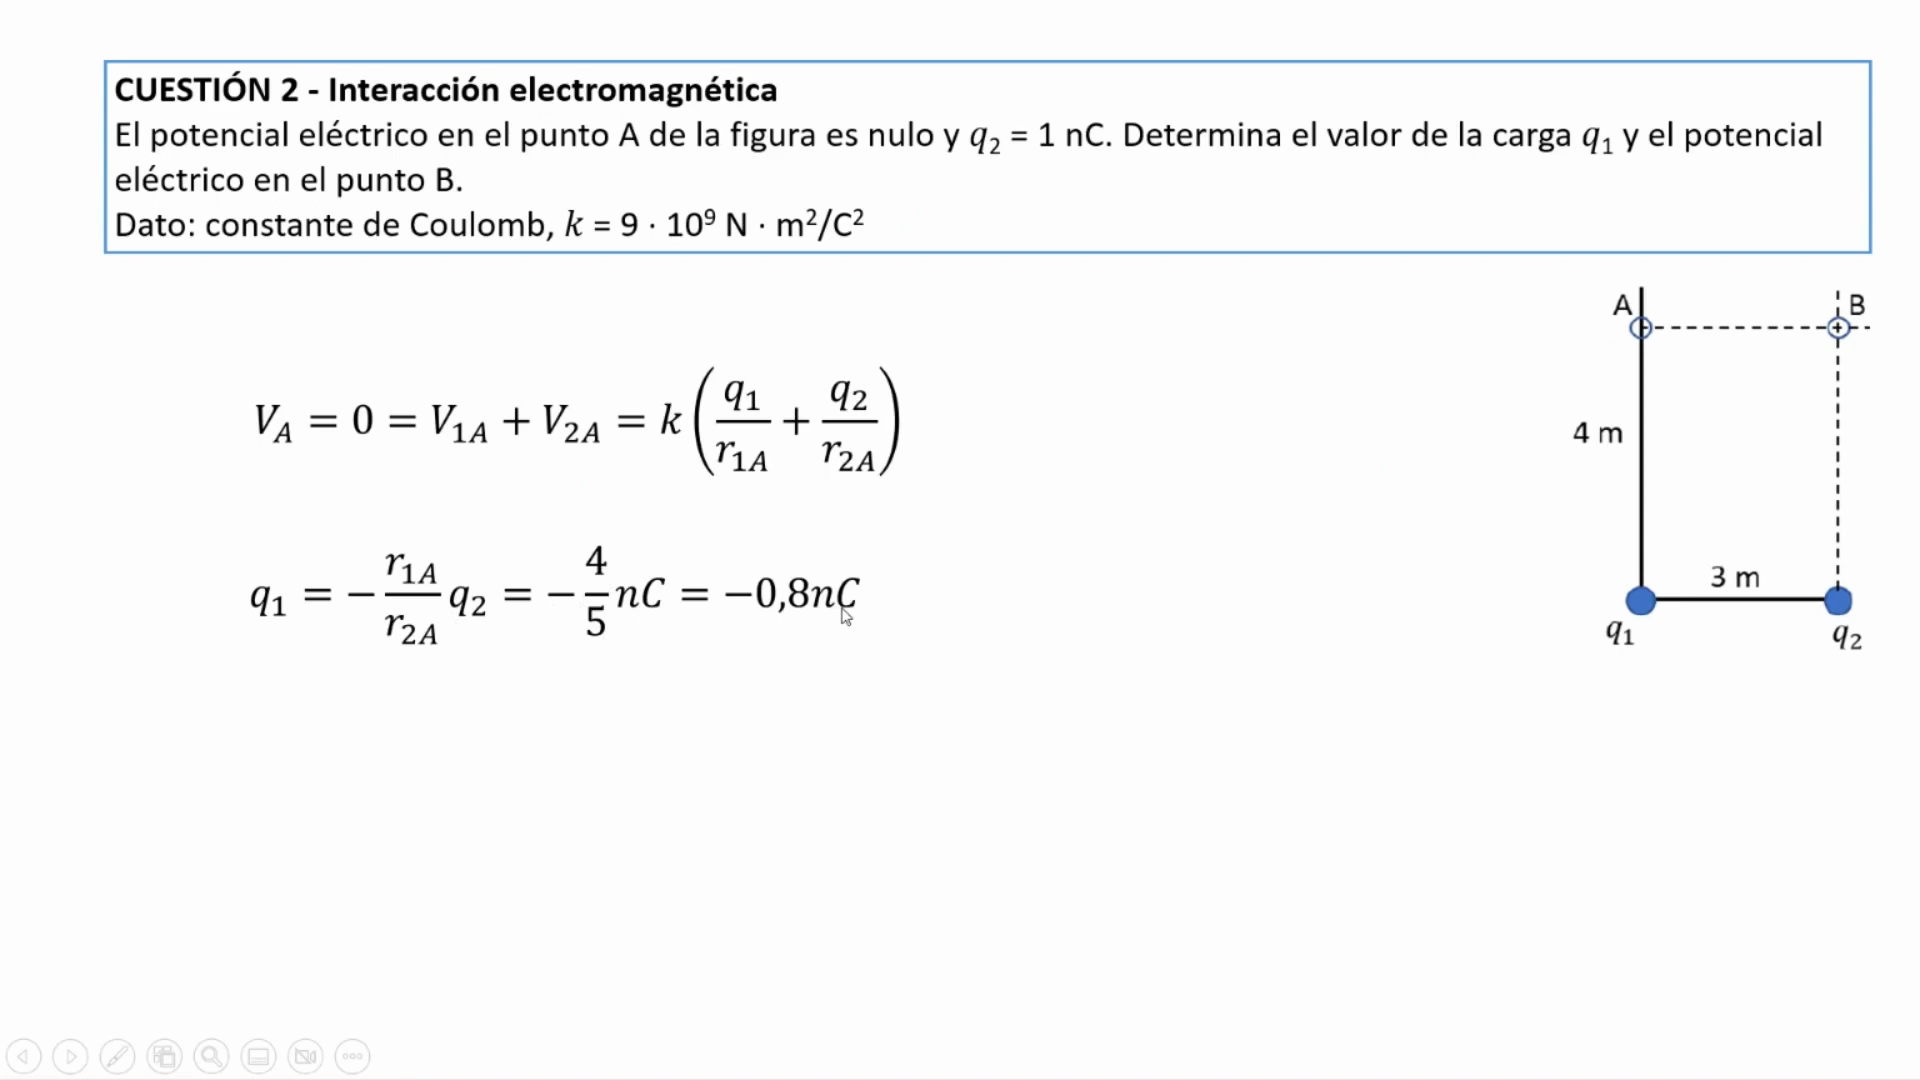 CUESTIÓN 2 - Interacción electromagnética
El potencial eléctrico en el punto A de la figura es nulo y q₂ = 1 nC. Determina el valor de la carga q₁ y el potencial
eléctrico en el punto B.
Dato: constante de Coulomb, k = 9 · 10⁹ N · m²/C²
A
B
V_A = 0 = V_1A + V_2A = k (q₁/r_1A + q₂/r_2A)
4 m
q₁ = − r_1A/r_2A q₂ = − 4/5 nC = −0,8nC
3 m
q₁
q₂